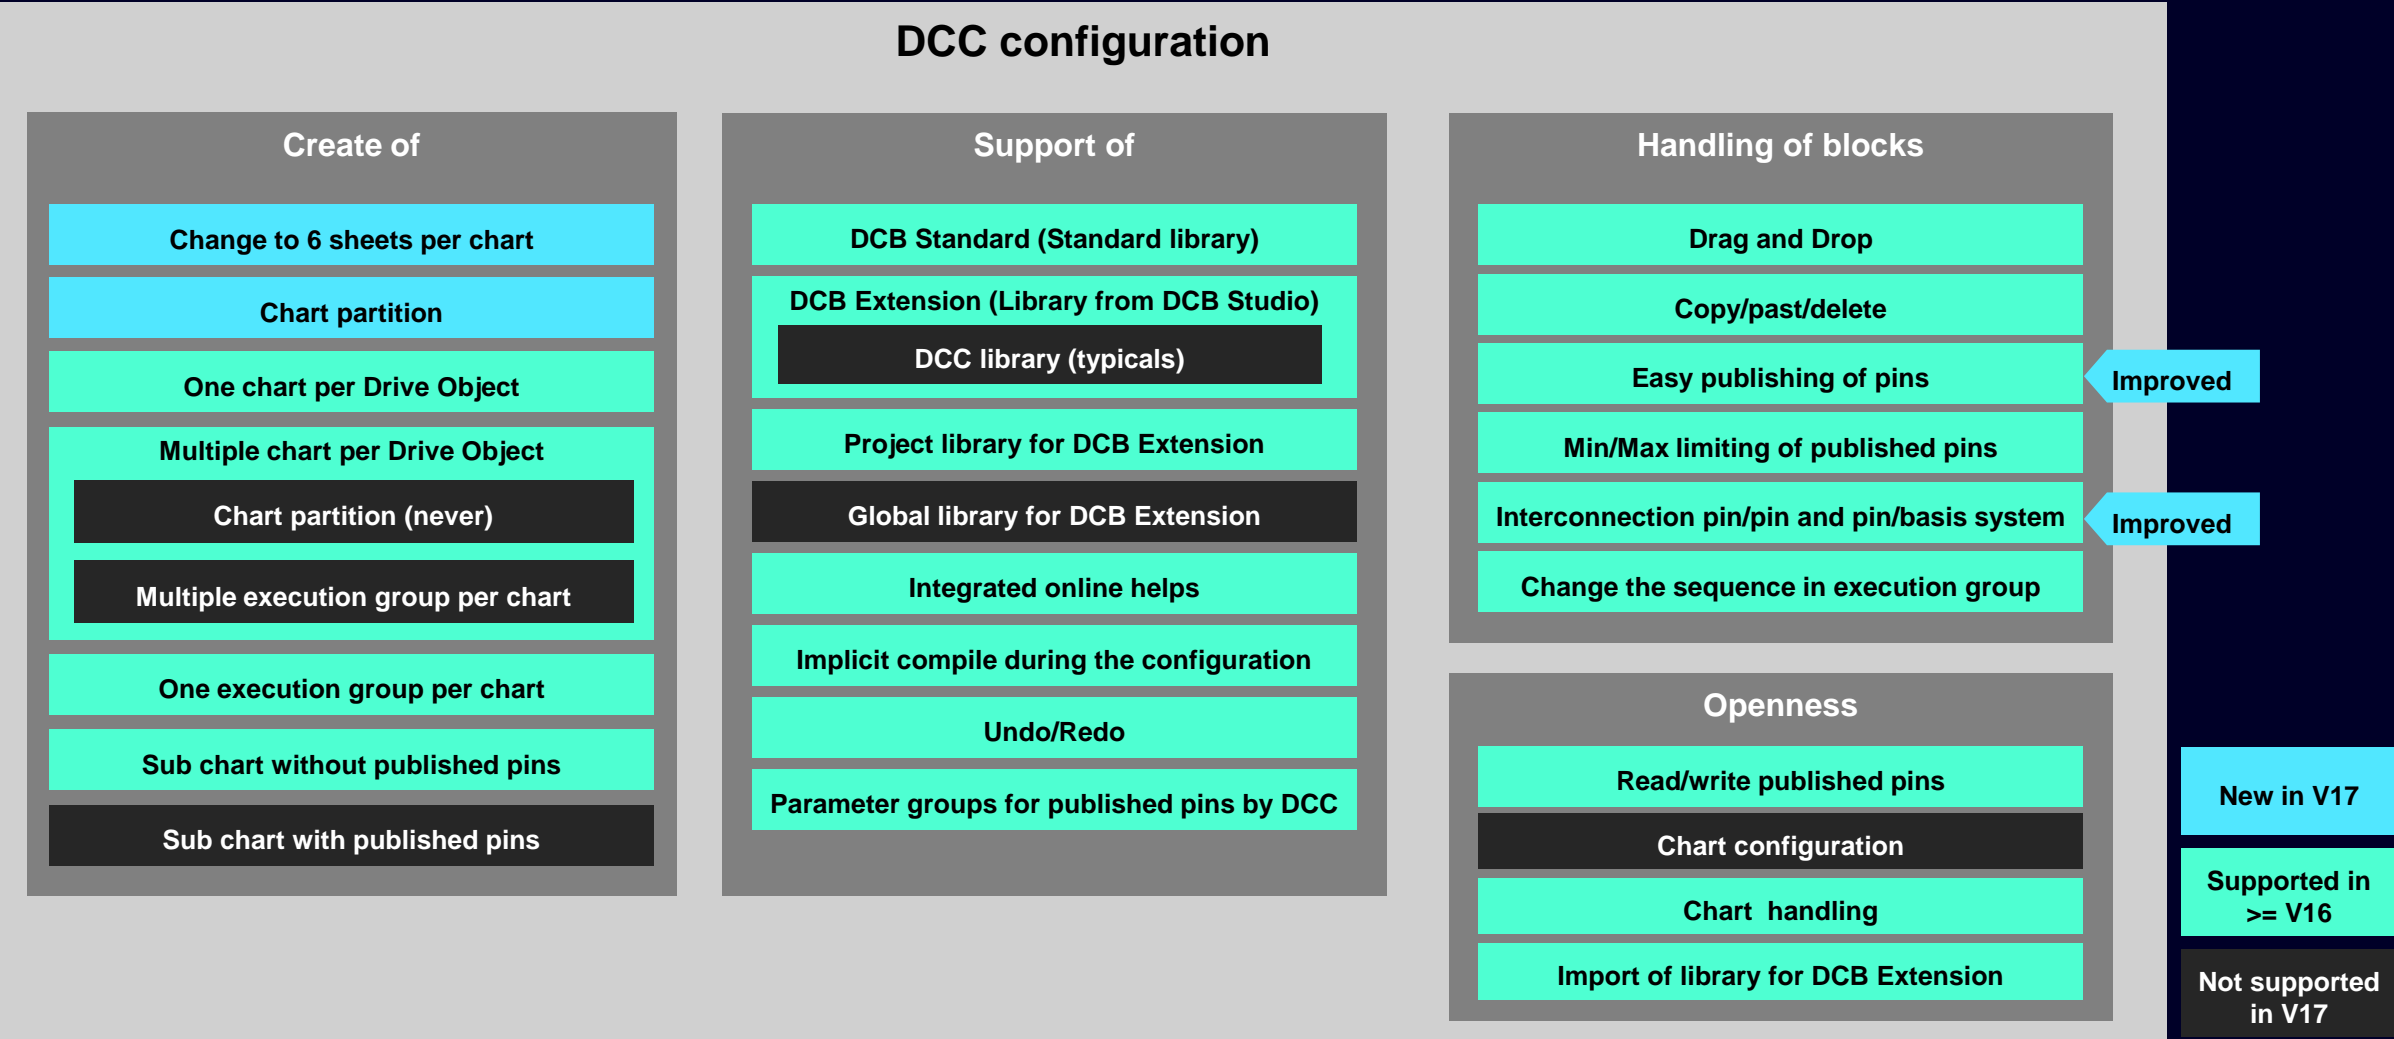 DCC configuration
Create of
Change to 6 sheets per chart
Chart partition
One chart per Drive Object
Multiple chart per Drive Object
Chart partition (never)
Multiple execution group per chart
One execution group per chart
Sub chart without published pins
Sub chart with published pins
Support of
DCB Standard (Standard library)
DCB Extension (Library from DCB Studio)
DCC library (typicals)
Project library for DCB Extension
Global library for DCB Extension
Integrated online helps
Implicit compile during the configuration
Undo/Redo
Parameter groups for published pins by DCC
Handling of blocks
Drag and Drop
Copy/past/delete
Easy publishing of pins
Improved
Min/Max limiting of published pins
Interconnection pin/pin and pin/basis system
Improved
Change the sequence in execution group
Openness
Read/write published pins
Chart configuration
Chart handling
Import of library for DCB Extension
New in V17
Supported in
>= V16
Not supported
in V17